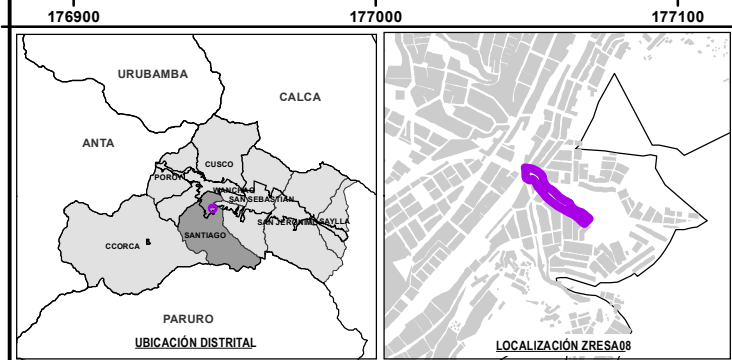 176900 177000 177100
URUBAMBA
CALCA
ANTA
CUSCO
POROY
WANCHAQ
SAN SEBASTIAN
SAN JERONIMO SAYLLA
SANTIAGO
CCORCA
PARURO
UBICACIÓN DISTRITAL
LOCALIZACIÓN ZRESA08